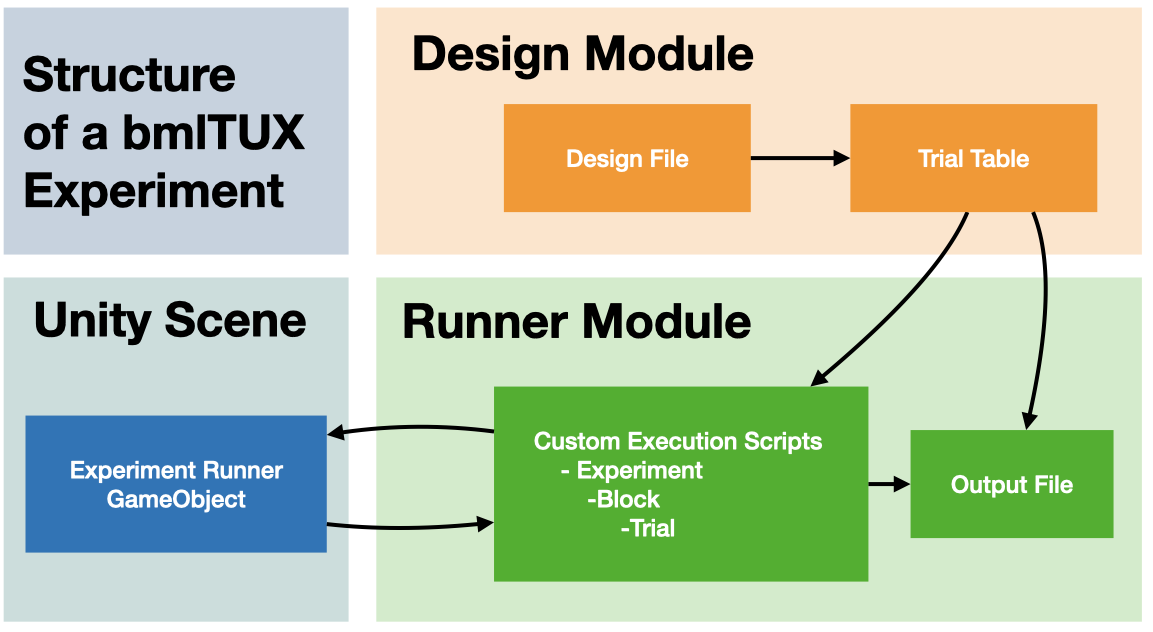 Structure
of a bmlTUX
Experiment
Design Module
Design File
Trial Table
Unity Scene
Experiment Runner
GameObject
Runner Module
Custom Execution Scripts
- Experiment
-Block
-Trial
Output File